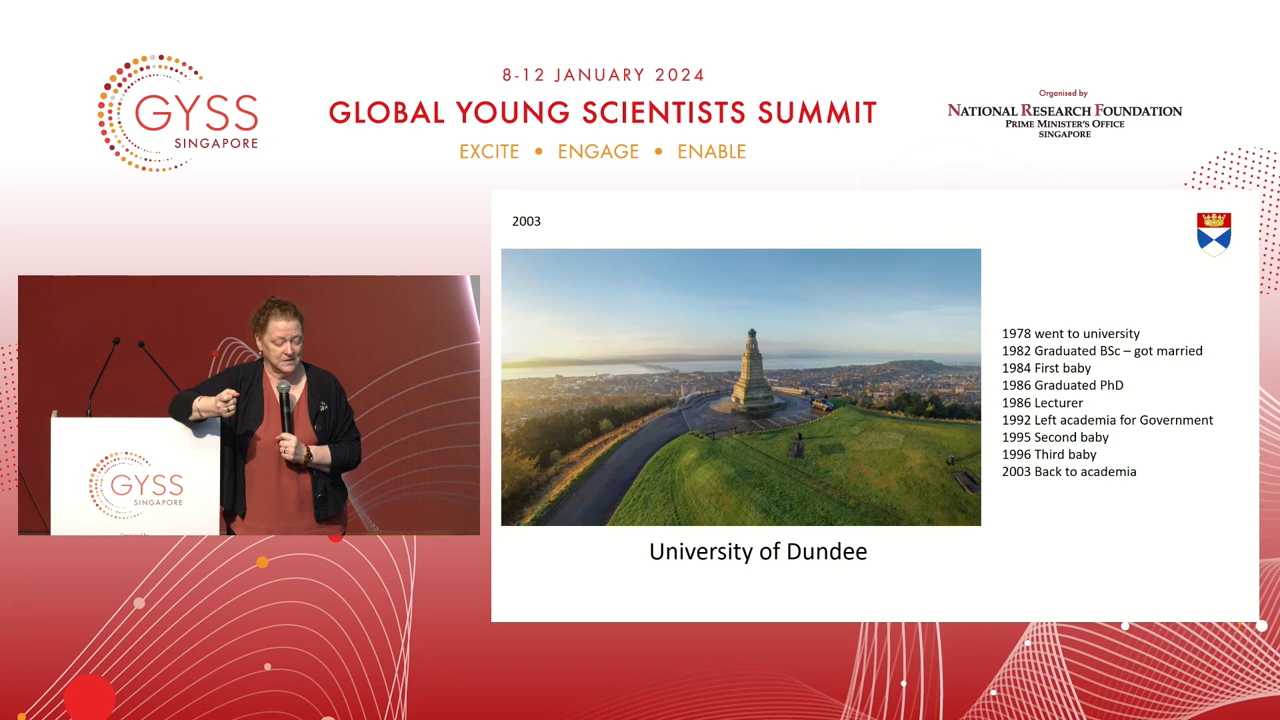 GYSS
SINGAPORE
8-12 JANUARY 2024
GLOBAL YOUNG SCIENTISTS SUMMIT
EXCITE • ENGAGE • ENABLE
Organised by
NATIONAL RESEARCH FOUNDATION
PRIME MINISTER'S OFFICE
SINGAPORE
GYSS
SINGAPORE
Organised by
2003
1978 went to university
1982 Graduated BSc – got married
1984 First baby
1986 Graduated PhD
1986 Lecturer
1992 Left academia for Government
1995 Second baby
1996 Third baby
2003 Back to academia
University of Dundee